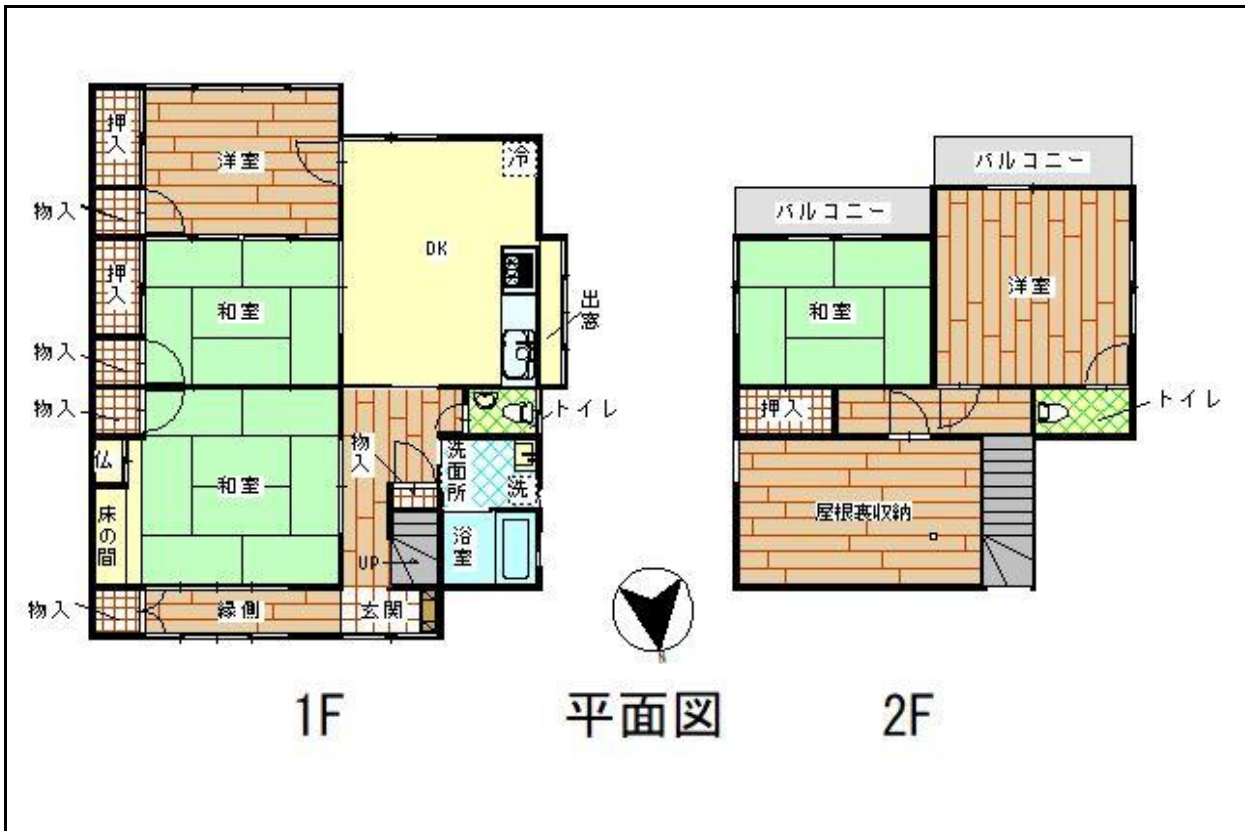 押入
洋室
冷
物入
押入
和室
DK
出窓
物入
物入
トイレ
物入
洗面所
仏
和室
洗
床の間
浴室
UP
物入
縁側
玄関
バルコニー
バルコニー
和室
洋室
押入
トイレ
屋根裏収納
N
1F
平面図
2F